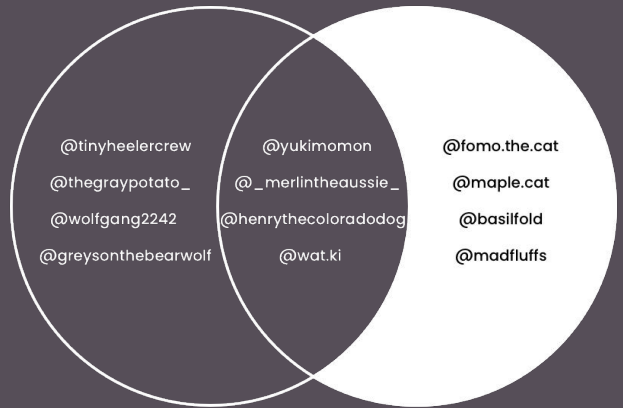 @tinyheelercrew
@thegraypotato_
@wolfgang2242
@greysonthebearwolf
@yukimomon
@_merlintheaussie_
@henrythecoloradodog
@wat.ki
@fomo.the.cat
@maple.cat
@basilfold
@madfluffs